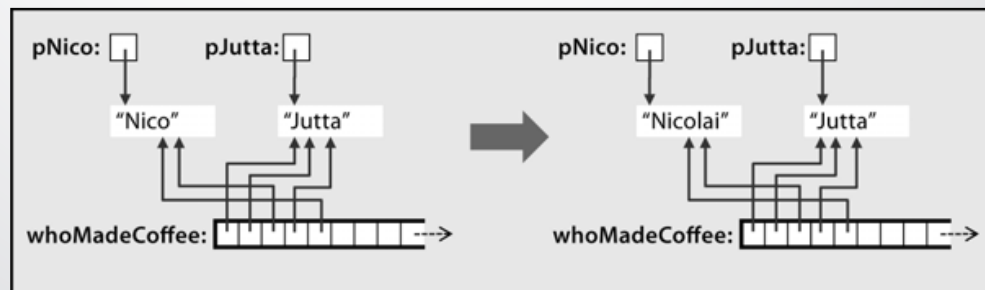 pNico: pJutta: pNico: pJutta:
“Nico” “Jutta” “Nicolai” “Jutta”
whoMadeCoffee: whoMadeCoffee: